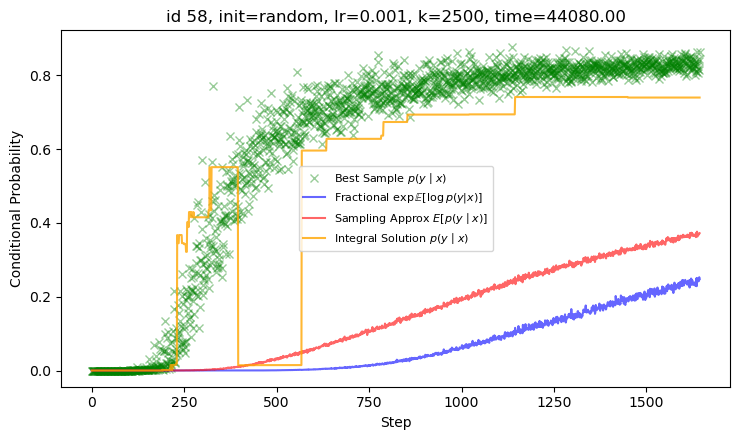 id 58, init=random, lr=0.001, k=2500, time=44080.00
Conditional Probability
0.8
0.6
0.4
0.2
0.0
Best Sample p(y | x)
Fractional exp𝔼[log p(y|x)]
Sampling Approx E[p(y | x)]
Integral Solution p(y | x)
0 250 500 750 1000 1250 1500
Step